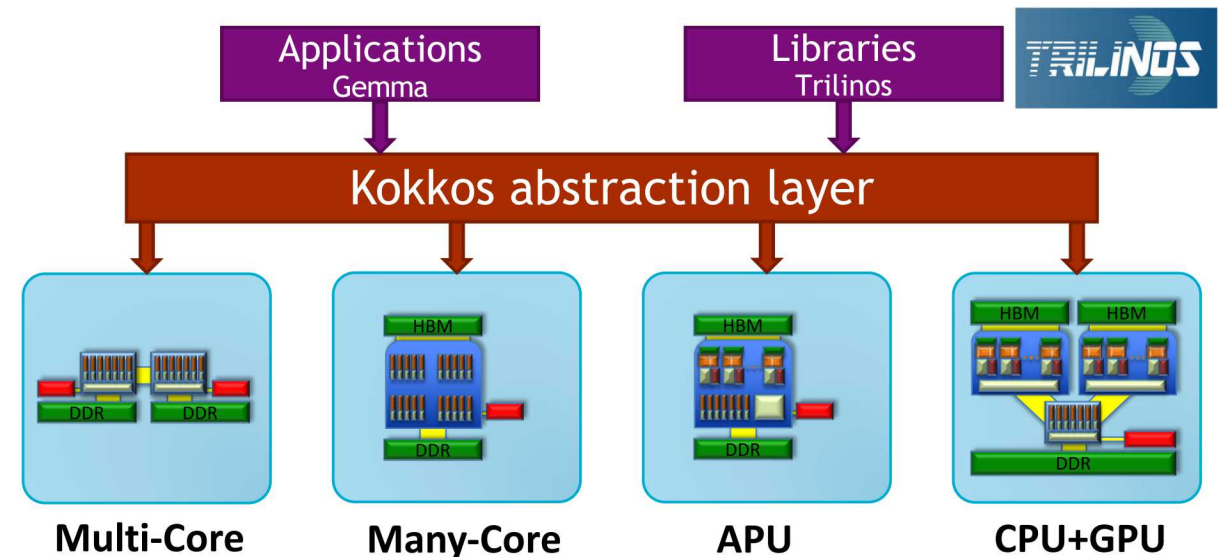 Applications
Gemma
Libraries
Trilinos
TRILINOS
Kokkos abstraction layer
HBM
HBM
HBM
HBM
DDR
DDR
DDR
DDR
DDR
Multi-Core
Many-Core
APU
CPU+GPU